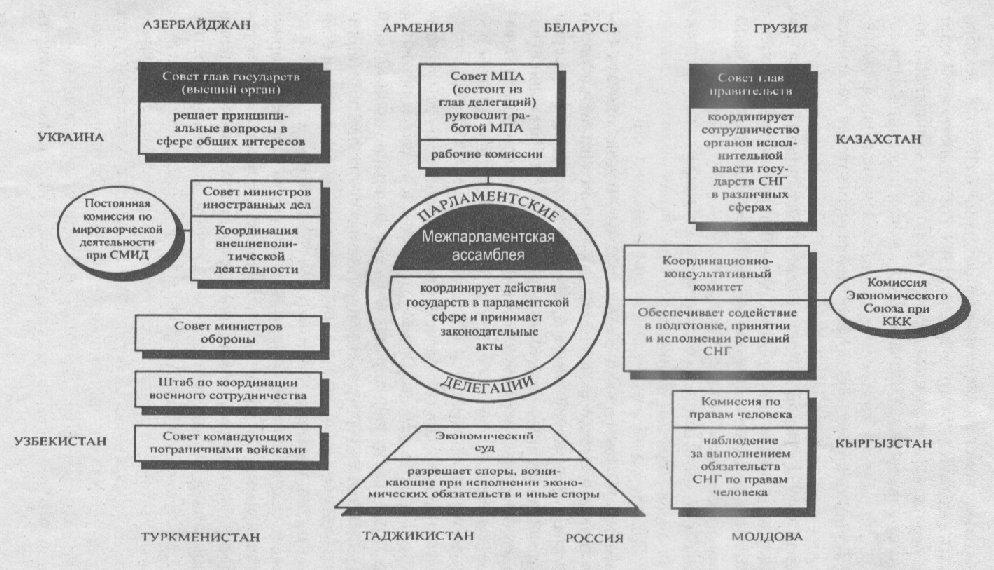 АЗЕРБАЙДЖАН
АРМЕНИЯ
БЕЛАРУСЬ
ГРУЗИЯ
Совет глав государств
(высший орган)
решает принципи-
альные вопросы в
сфере общих интересов
Совет МПА
(состоит из
глав делегаций)
руководит ра-
ботой МПА
рабочие комиссии
Совет глав
правительств
координирует
сотрудничество
органов испол-
нительной
власти госу-
дарств СНГ
в различных
сферах
УКРАИНА
КАЗАХСТАН
Постоянная
комиссия по
миротворческой
деятельности
при СМИД
Совет министров
иностранных дел
Координация
внешнеполи-
тической
деятельности
ПАРЛАМЕНТСКИЕ
Межпарламентская
ассамблея
координирует действия
государств в парламентской
сфере и принимает
законодательные
акты
ДЕЛЕГАЦИИ
Координационно-
консультативный
комитет
Обеспечивает содействие
в подготовке, принятии
и исполнении решений
СНГ
Комиссия
Экономического
Союза при
ККК
Совет министров
обороны
Штаб по координации
военного сотрудничества
Совет командующих
пограничными войсками
Комиссия по
правам человека
наблюдение
за выполнением
обязательств
СНГ по правам
человека
УЗБЕКИСТАН
КЫРГЫЗСТАН
Экономический
суд
разрешает споры, возни-
кающие при исполнении эконо-
мических обязательств и иные споры
ТУРКМЕНИСТАН
ТАДЖИКИСТАН
РОССИЯ
МОЛДОВА